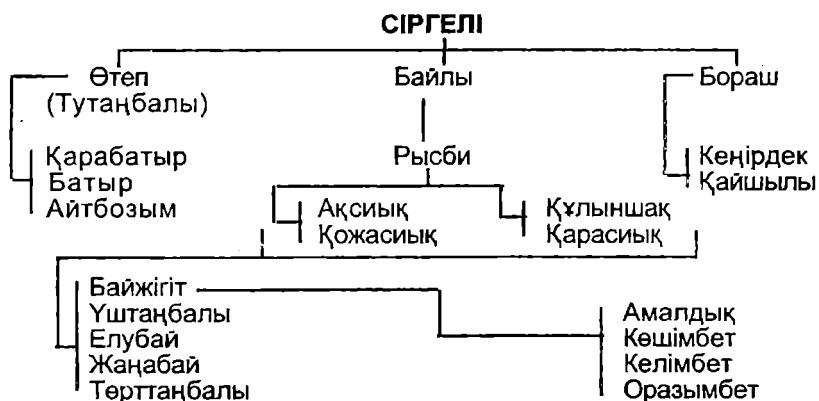 СІРГЕЛІ
Өтеп Байлы Бораш
(Тутаңбалы)
Қарабатыр Рысби Кеңірдек
Батыр Қайшылы
Айтбозым Ақсиық Құлыншақ
Қожасиық Қарасиық
Байжігіт
Үштаңбалы Амалдық
Елубай Көшімбет
Жаңабай Келімбет
Төрттаңбалы Оразымбет